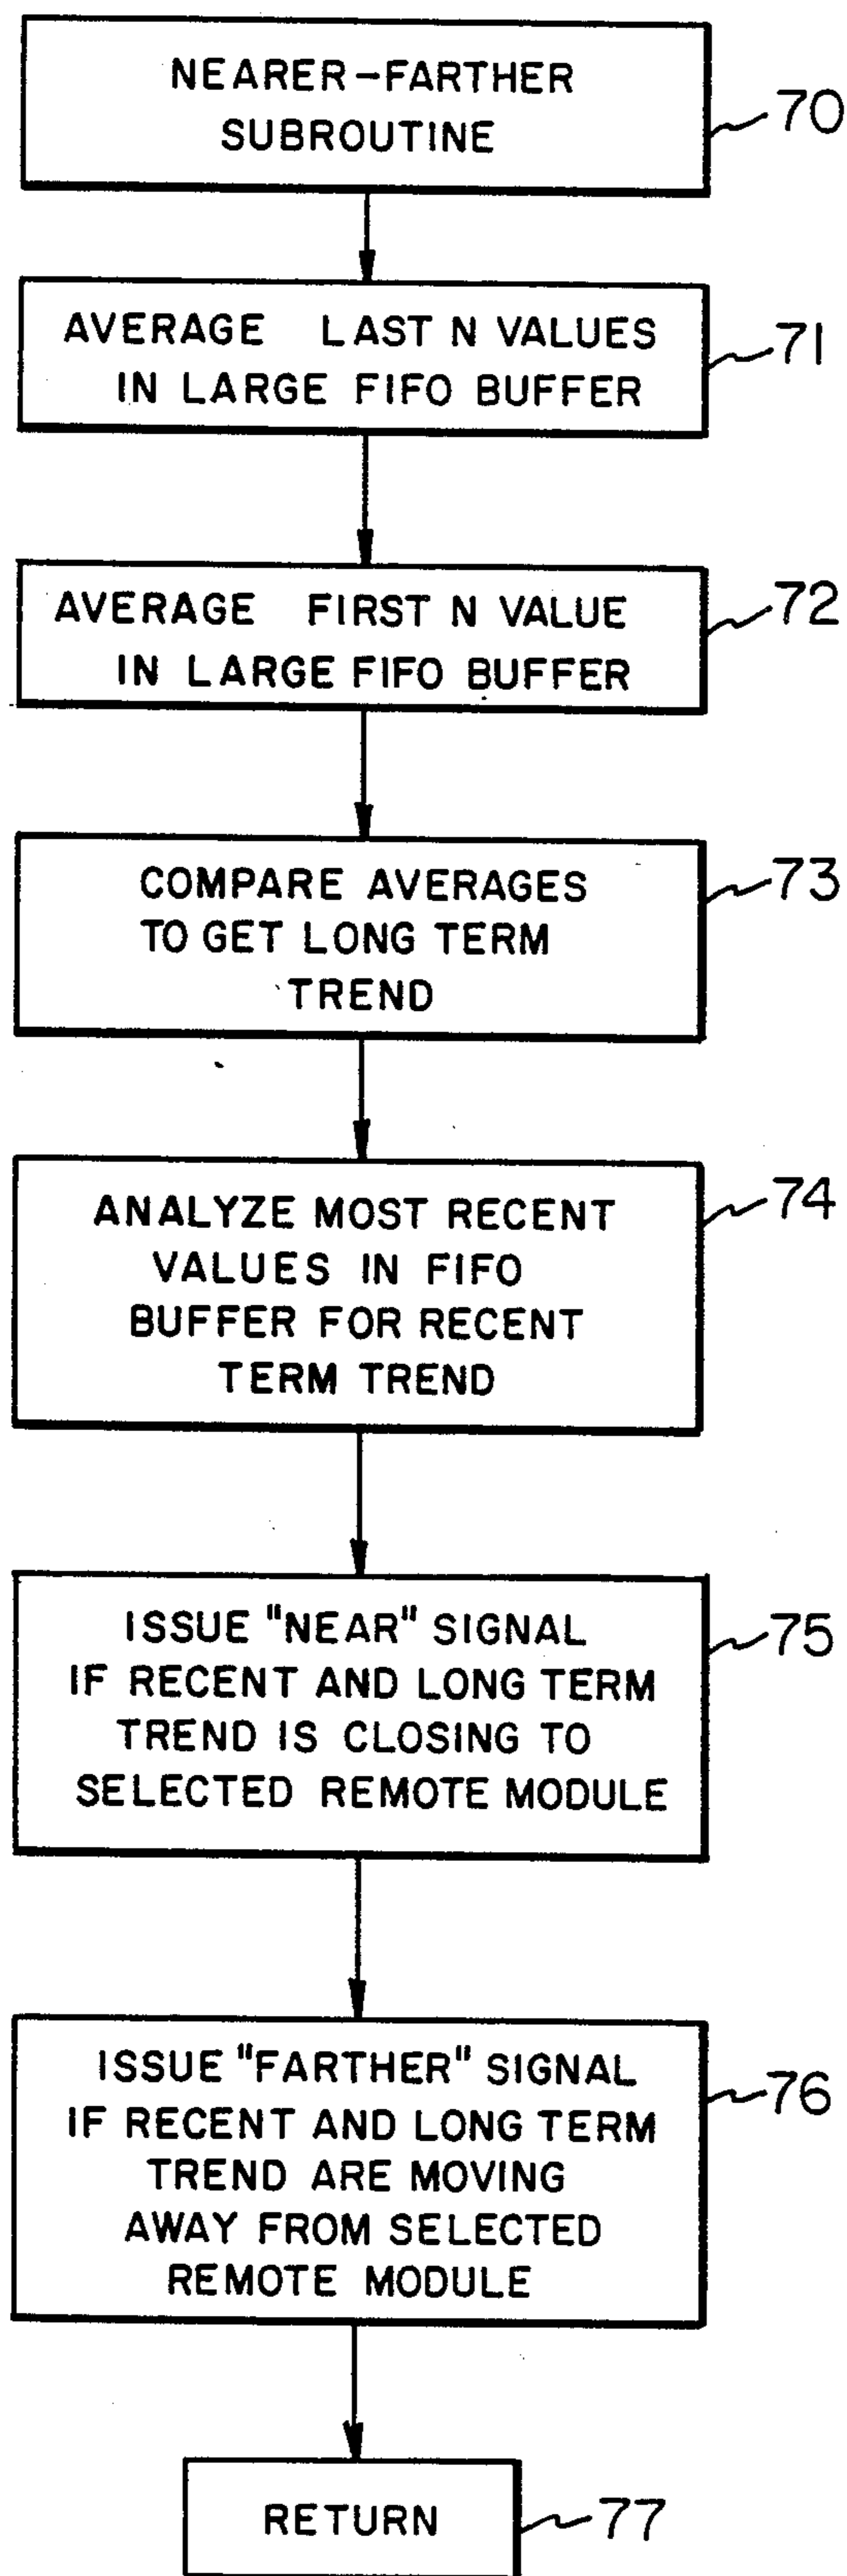 NEARER-FARTHER
SUBROUTINE
70
AVERAGE LAST N VALUES
IN LARGE FIFO BUFFER
71
AVERAGE FIRST N VALUE
IN LARGE FIFO BUFFER
72
COMPARE AVERAGES
TO GET LONG TERM
TREND
73
ANALYZE MOST RECENT
VALUES IN FIFO
BUFFER FOR RECENT
TERM TREND
74
ISSUE "NEAR" SIGNAL
IF RECENT AND LONG TERM
TREND IS CLOSING TO
SELECTED REMOTE MODULE
75
ISSUE "FARTHER" SIGNAL
IF RECENT AND LONG TERM
TREND ARE MOVING
AWAY FROM SELECTED
REMOTE MODULE
76
RETURN
77